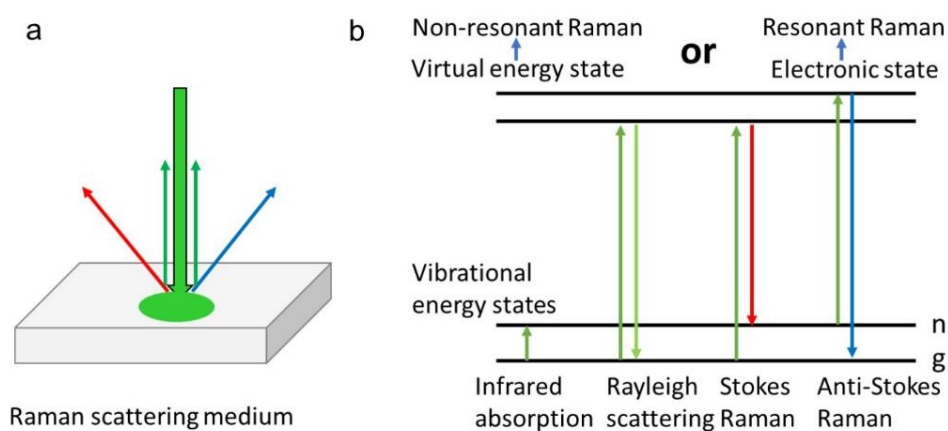 a
Raman scattering medium
b
Non-resonant Raman
or
Resonant Raman
Virtual energy state
Electronic state
Vibrational
energy states
n
g
Infrared
absorption
Rayleigh
scattering
Stokes
Raman
Anti-Stokes
Raman